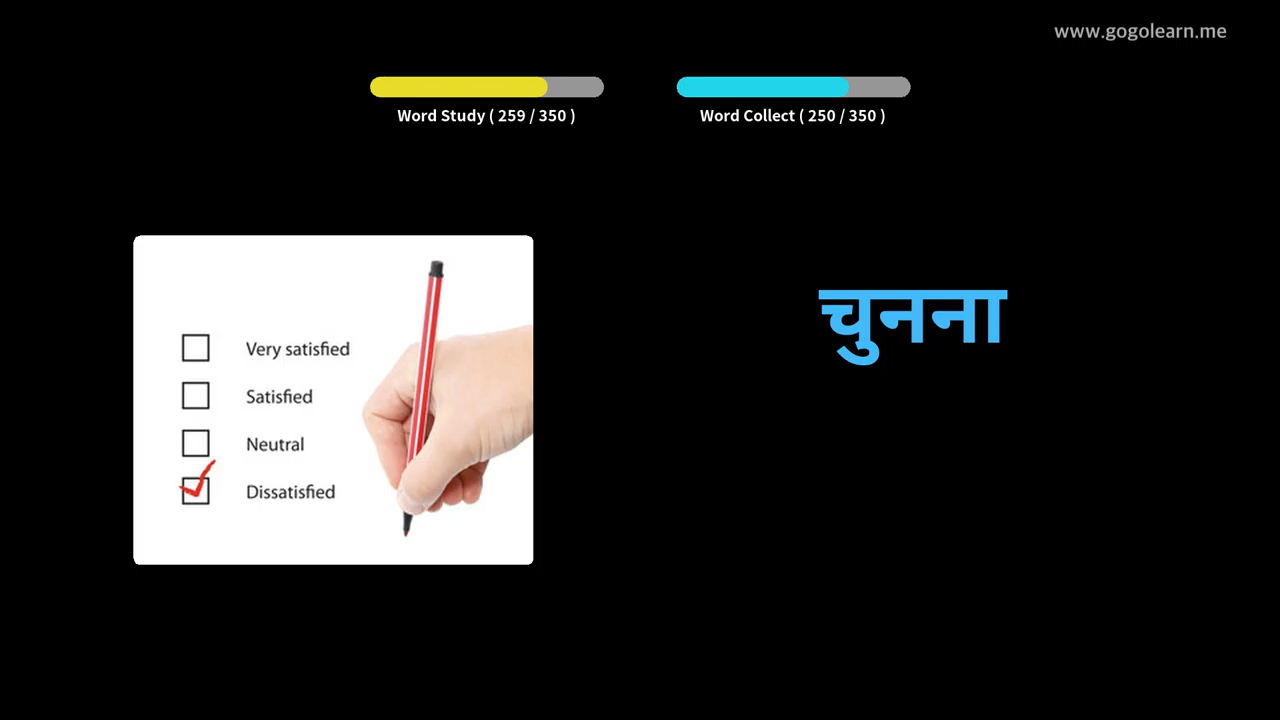 www.gogolearn.me
Word Study ( 259 / 350 )
Word Collect ( 250 / 350 )
चुनना
Very satisfied
Satisfied
Neutral
Dissatisfied